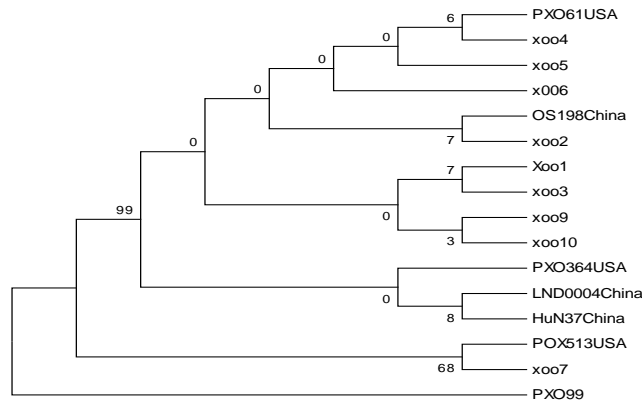 PXO61USA
6
xoo4
0
xoo5
0
x006
0
OS198China
xoo2
7
0
Xoo1
7
xoo3
0
xoo9
xoo10
3
99
PXO364USA
0
LND0004China
HuN37China
8
POX513USA
xoo7
68
PXO99